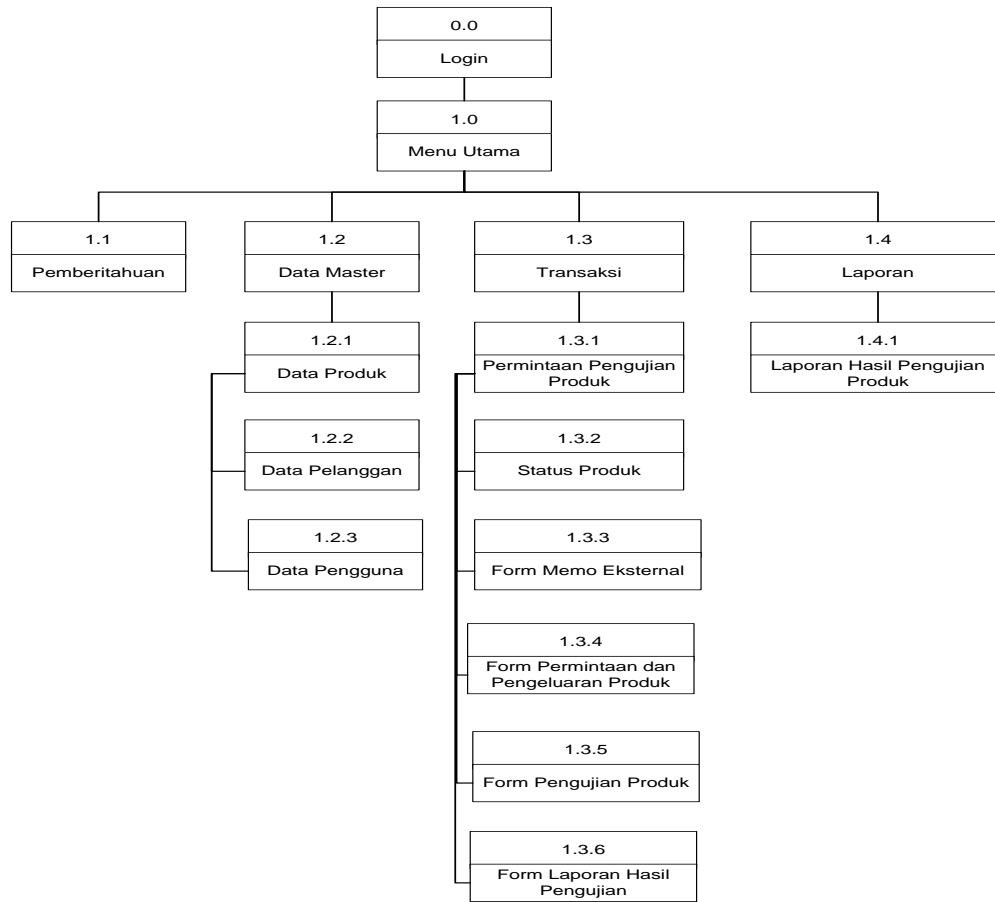 0.0
Login
1.0
Menu Utama
1.1
Pemberitahuan
1.2
Data Master
1.3
Transaksi
1.4
Laporan
1.2.1
Data Produk
1.2.2
Data Pelanggan
1.2.3
Data Pengguna
1.3.1
Permintaan Pengujian
Produk
1.3.2
Status Produk
1.3.3
Form Memo Eksternal
1.3.4
Form Permintaan dan
Pengeluaran Produk
1.3.5
Form Pengujian Produk
1.3.6
Form Laporan Hasil
Pengujian
1.4.1
Laporan Hasil Pengujian
Produk